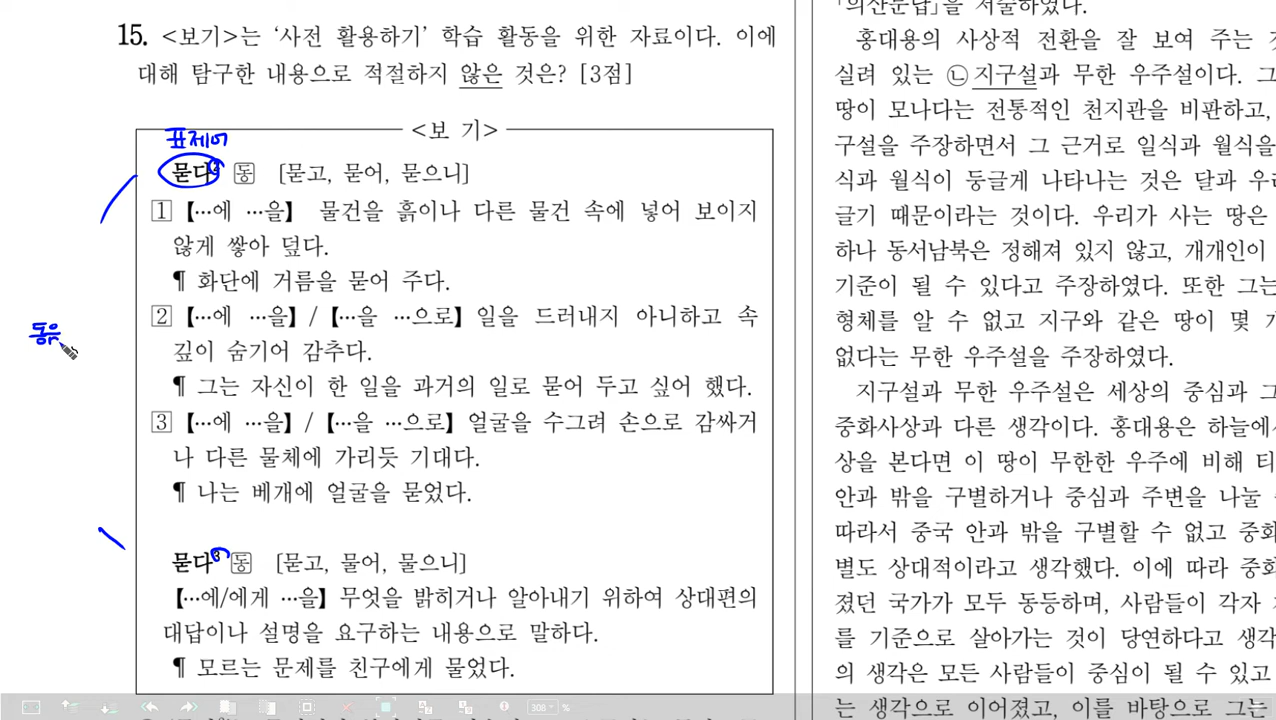 15. <보기>는 ‘사전 활용하기’ 학습 활동을 위한 자료이다. 이에
대해 탐구한 내용으로 적절하지 않은 것은? [3점]
<보 기>
표제어
묻다² 동 [묻고, 묻어, 묻으니]
1 【…에 …을】 물건을 흙이나 다른 물건 속에 넣어 보이지
않게 쌓아 덮다.
¶ 화단에 거름을 묻어 주다.
2 【…에 …을】/【…을 …으로】 일을 드러내지 아니하고 속
깊이 숨기어 감추다.
¶ 그는 자신이 한 일을 과거의 일로 묻어 두고 싶어 했다.
3 【…에 …을】/【…을 …으로】 얼굴을 수그려 손으로 감싸거
나 다른 물체에 가리듯 기대다.
¶ 나는 베개에 얼굴을 묻었다.
묻다³ 동 [묻고, 물어, 물으니]
【…에/에게 …을】 무엇을 밝히거나 알아내기 위하여 상대편의
대답이나 설명을 요구하는 내용으로 말하다.
¶ 모르는 문제를 친구에게 물었다.
동음
「의산문답」을 저술하였다.
홍대용의 사상적 전환을 잘 보여 주는
실려 있는 ㉡지구설과 무한 우주설이다.
땅이 모나다는 전통적인 천지관을 비판하고,
구설을 주장하면서 그 근거로 일식과 월식을
식과 월식이 둥글게 나타나는 것은 달과
글기 때문이라는 것이다. 우리가 사는 땅은
하나 동서남북은 정해져 있지 않고, 개개인이
기준이 될 수 있다고 주장하였다. 또한 그는
형체를 알 수 없고 지구와 같은 땅이 몇
없다는 무한 우주설을 주장하였다.
지구설과 무한 우주설은 세상의 중심과 그
중화사상과 다른 생각이다. 홍대용은 하늘에서
상을 본다면 이 땅이 무한한 우주에 비해 티
안과 밖을 구별하거나 중심과 주변을 나눌
따라서 중국 안과 밖을 구별할 수 없고 중화
별도 상대적이라고 생각했다. 이에 따라 중화
졌던 국가가 모두 동등하며, 사람들이 각자
를 기준으로 살아가는 것이 당연하다고 생각
의 생각은 모든 사람들이 중심이 될 수 있고
는 생각으로 이어졌고, 이를 바탕으로 그는
308 %